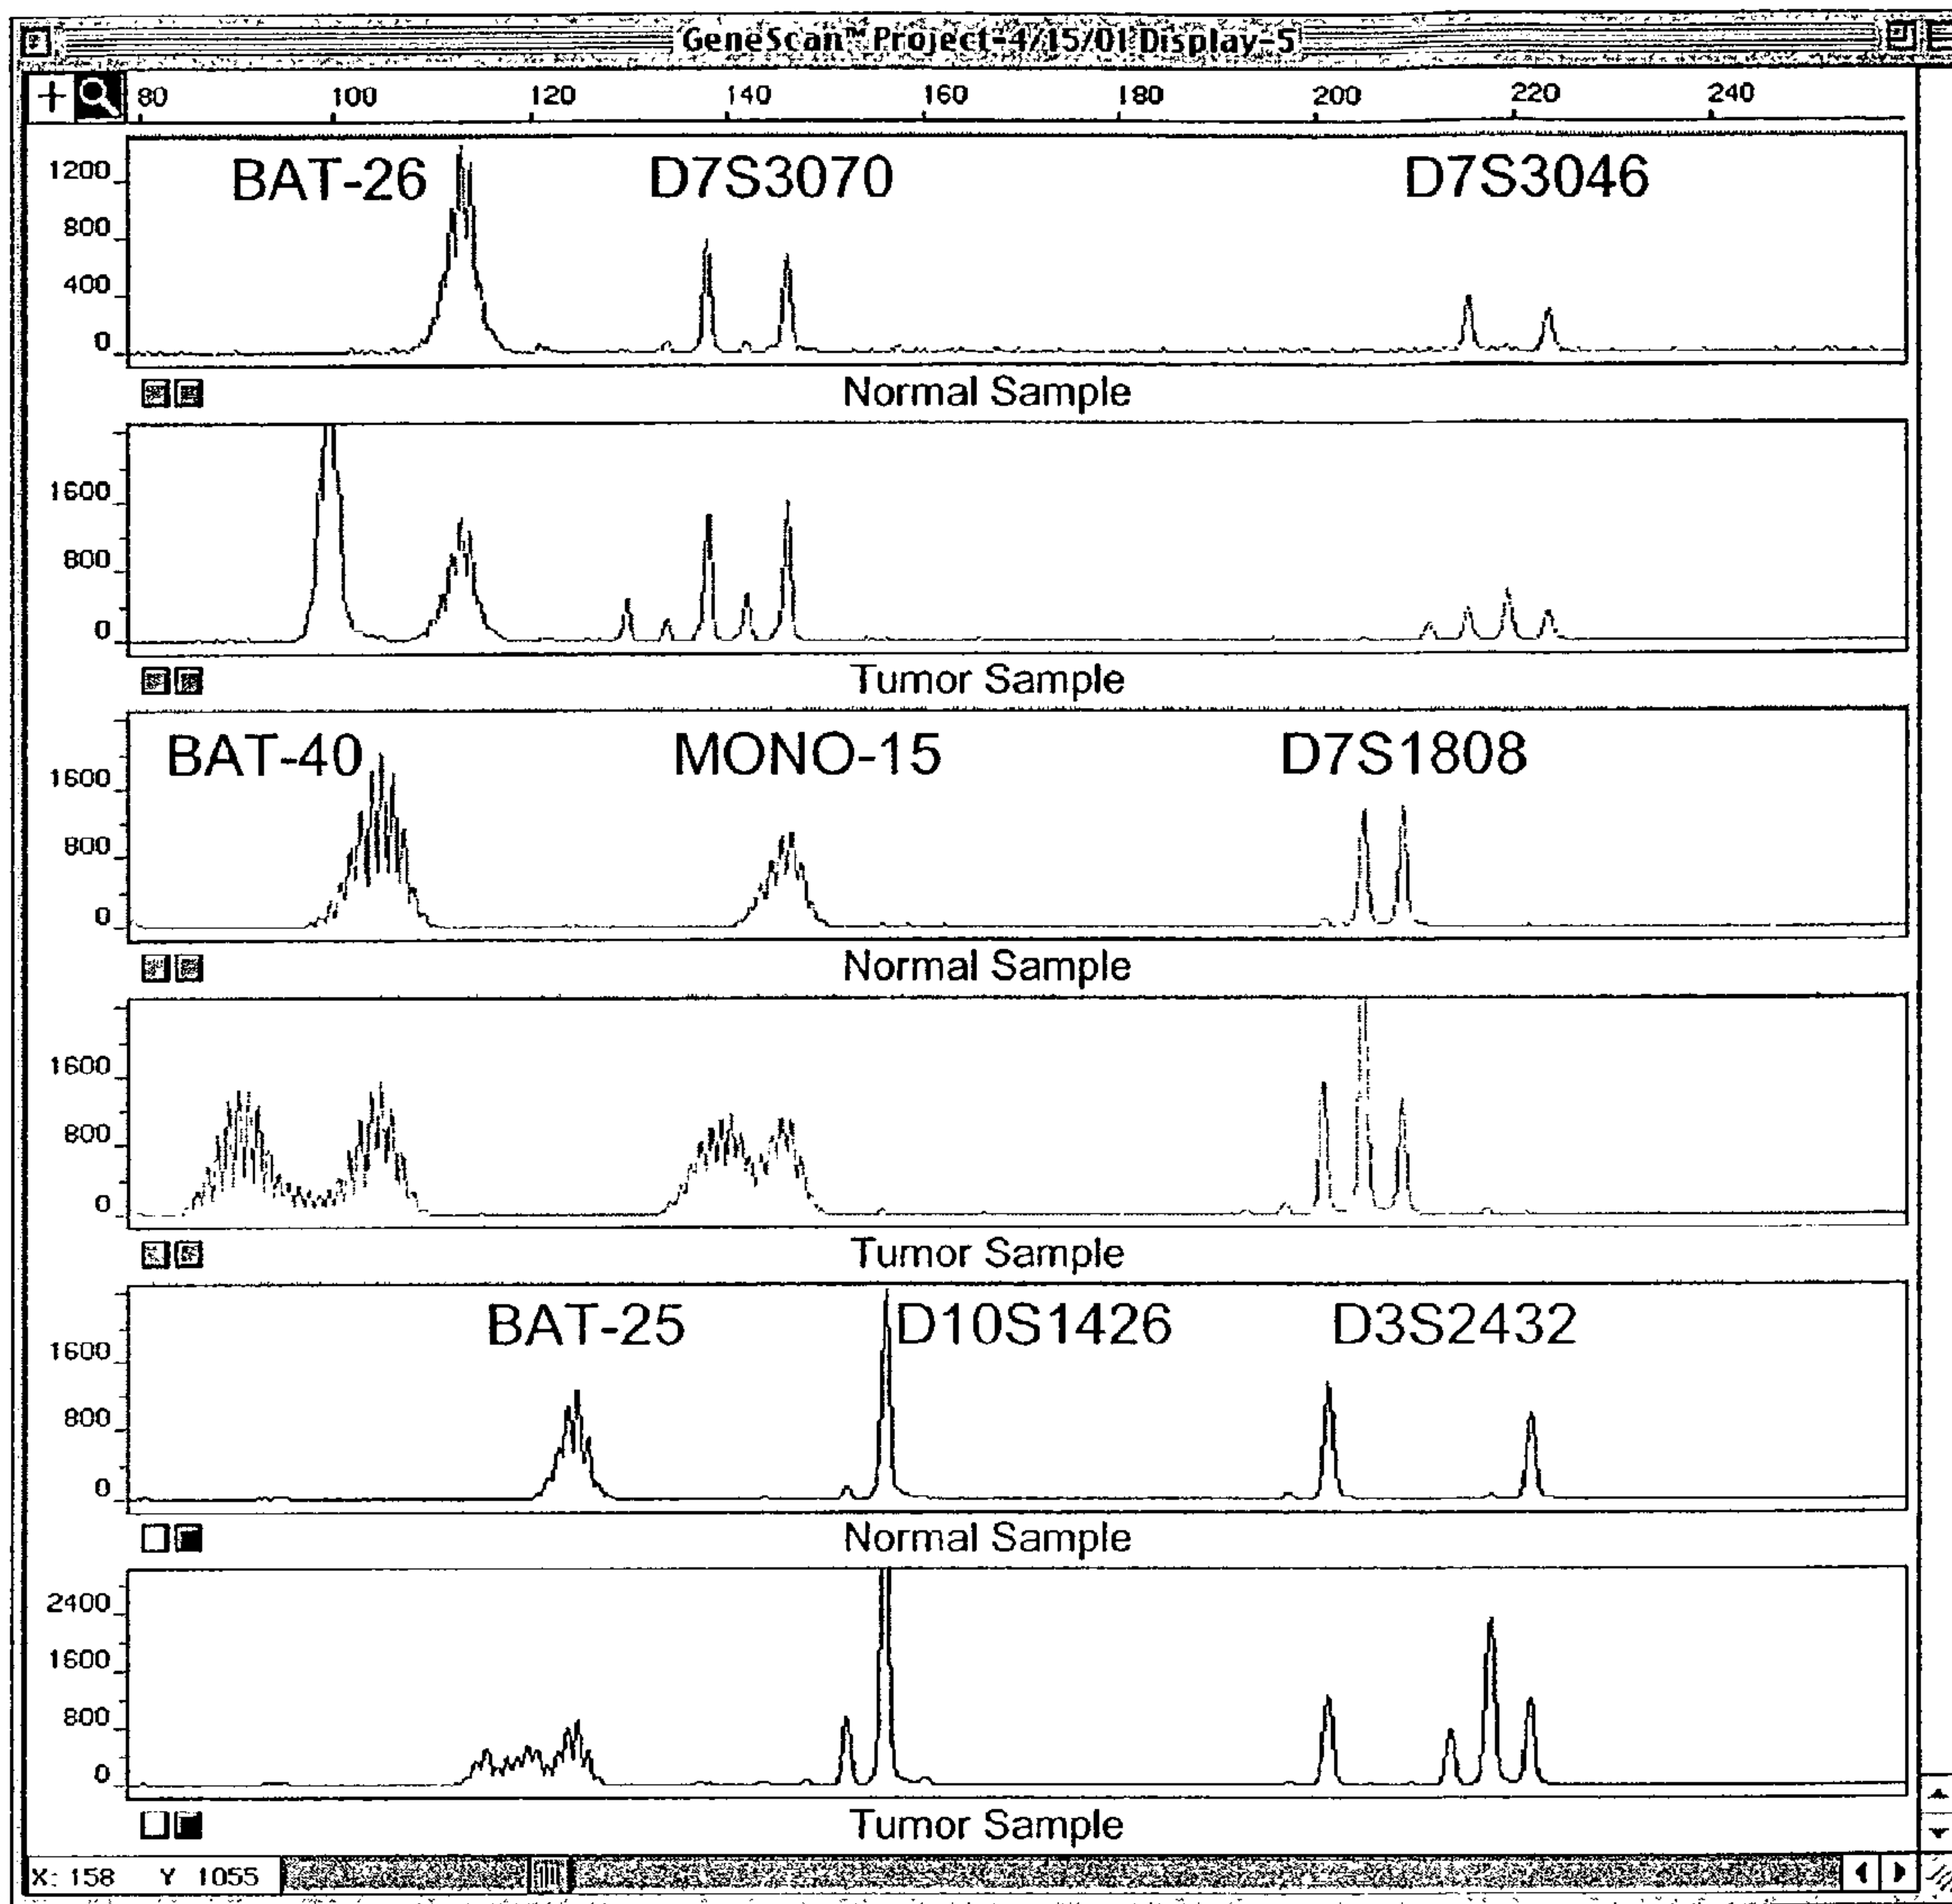 GeneScan™ Project-4/15/01 Display-5
80 100 120 140 160 180 200 220 240
BAT-26 D7S3070 D7S3046
1200
800
400
0
Normal Sample
1600
800
0
Tumor Sample
BAT-40 MONO-15 D7S1808
1600
800
0
Normal Sample
1600
800
0
Tumor Sample
BAT-25 D10S1426 D3S2432
1600
800
0
Normal Sample
2400
1600
800
0
Tumor Sample
X: 158 Y 1055